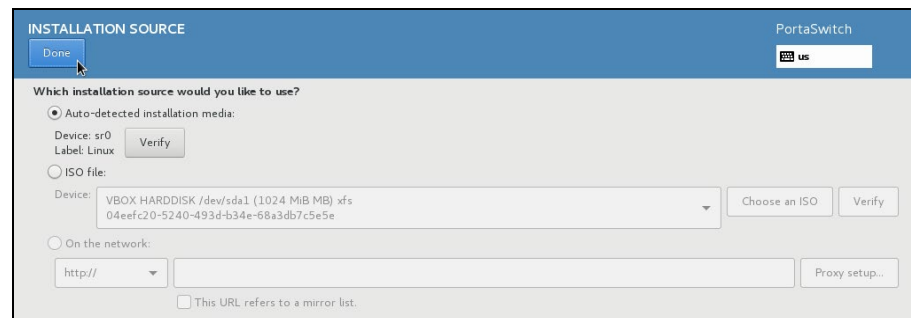 INSTALLATION SOURCE
PortaSwitch
Done
us
Which installation source would you like to use?
Auto-detected installation media:
Device: sr0
Label: Linux
Verify
ISO file:
Device:
VBOX HARDDISK /dev/sda1 (1024 MiB MB) xfs
04eefc20-5240-493d-b34e-68a3db7c5e5e
Choose an ISO
Verify
On the network:
http://
Proxy setup...
This URL refers to a mirror list.